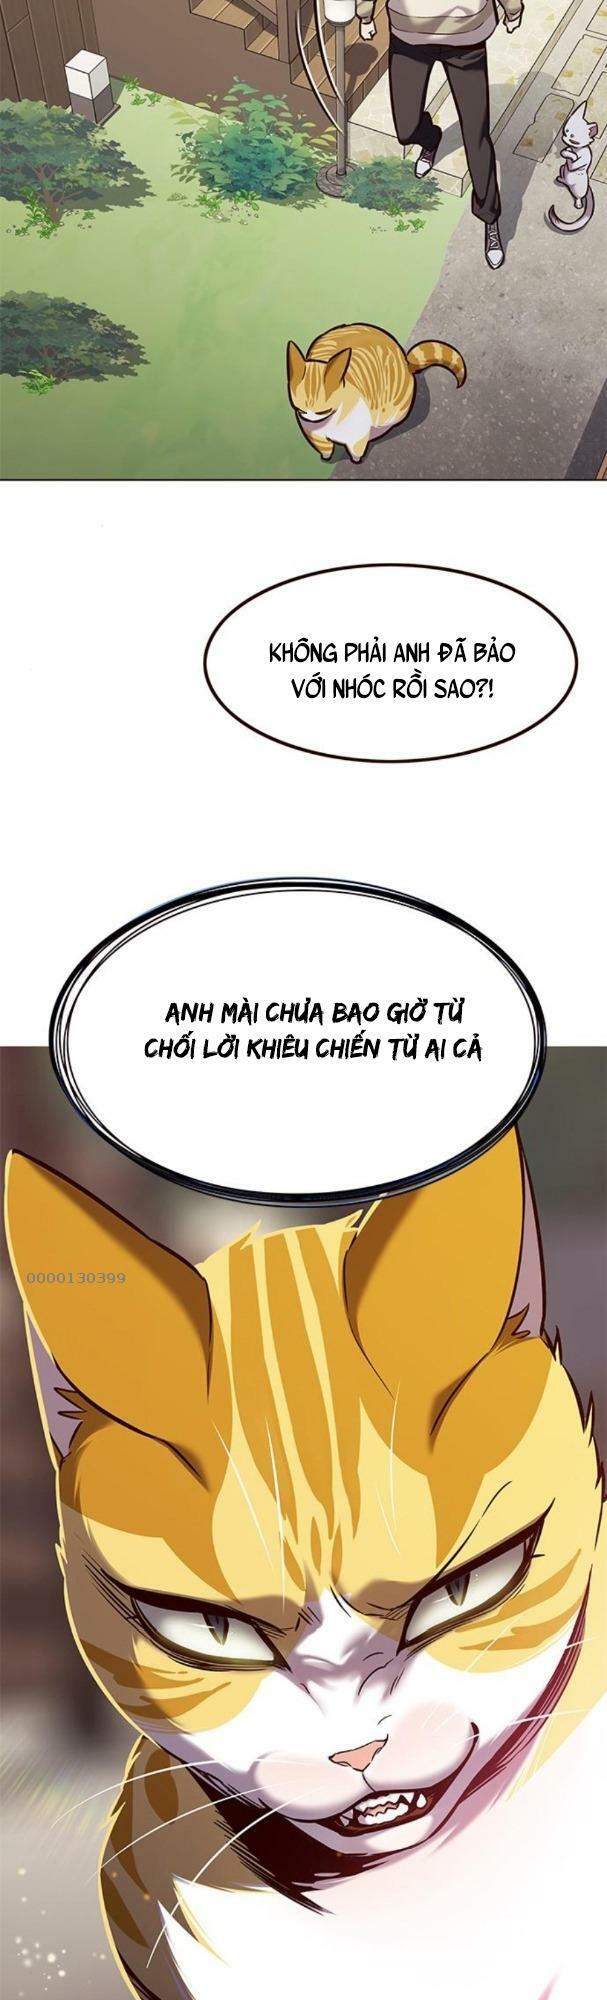 KHÔNG PHẢI ANH ĐÃ BẢO
VỚI NHÓC RỒI SAO?!
ANH MÀI CHƯA BAO GIỜ TỪ
CHỐI LỜI KHIÊU CHIẾN TỪ AI CẢ
0000130399